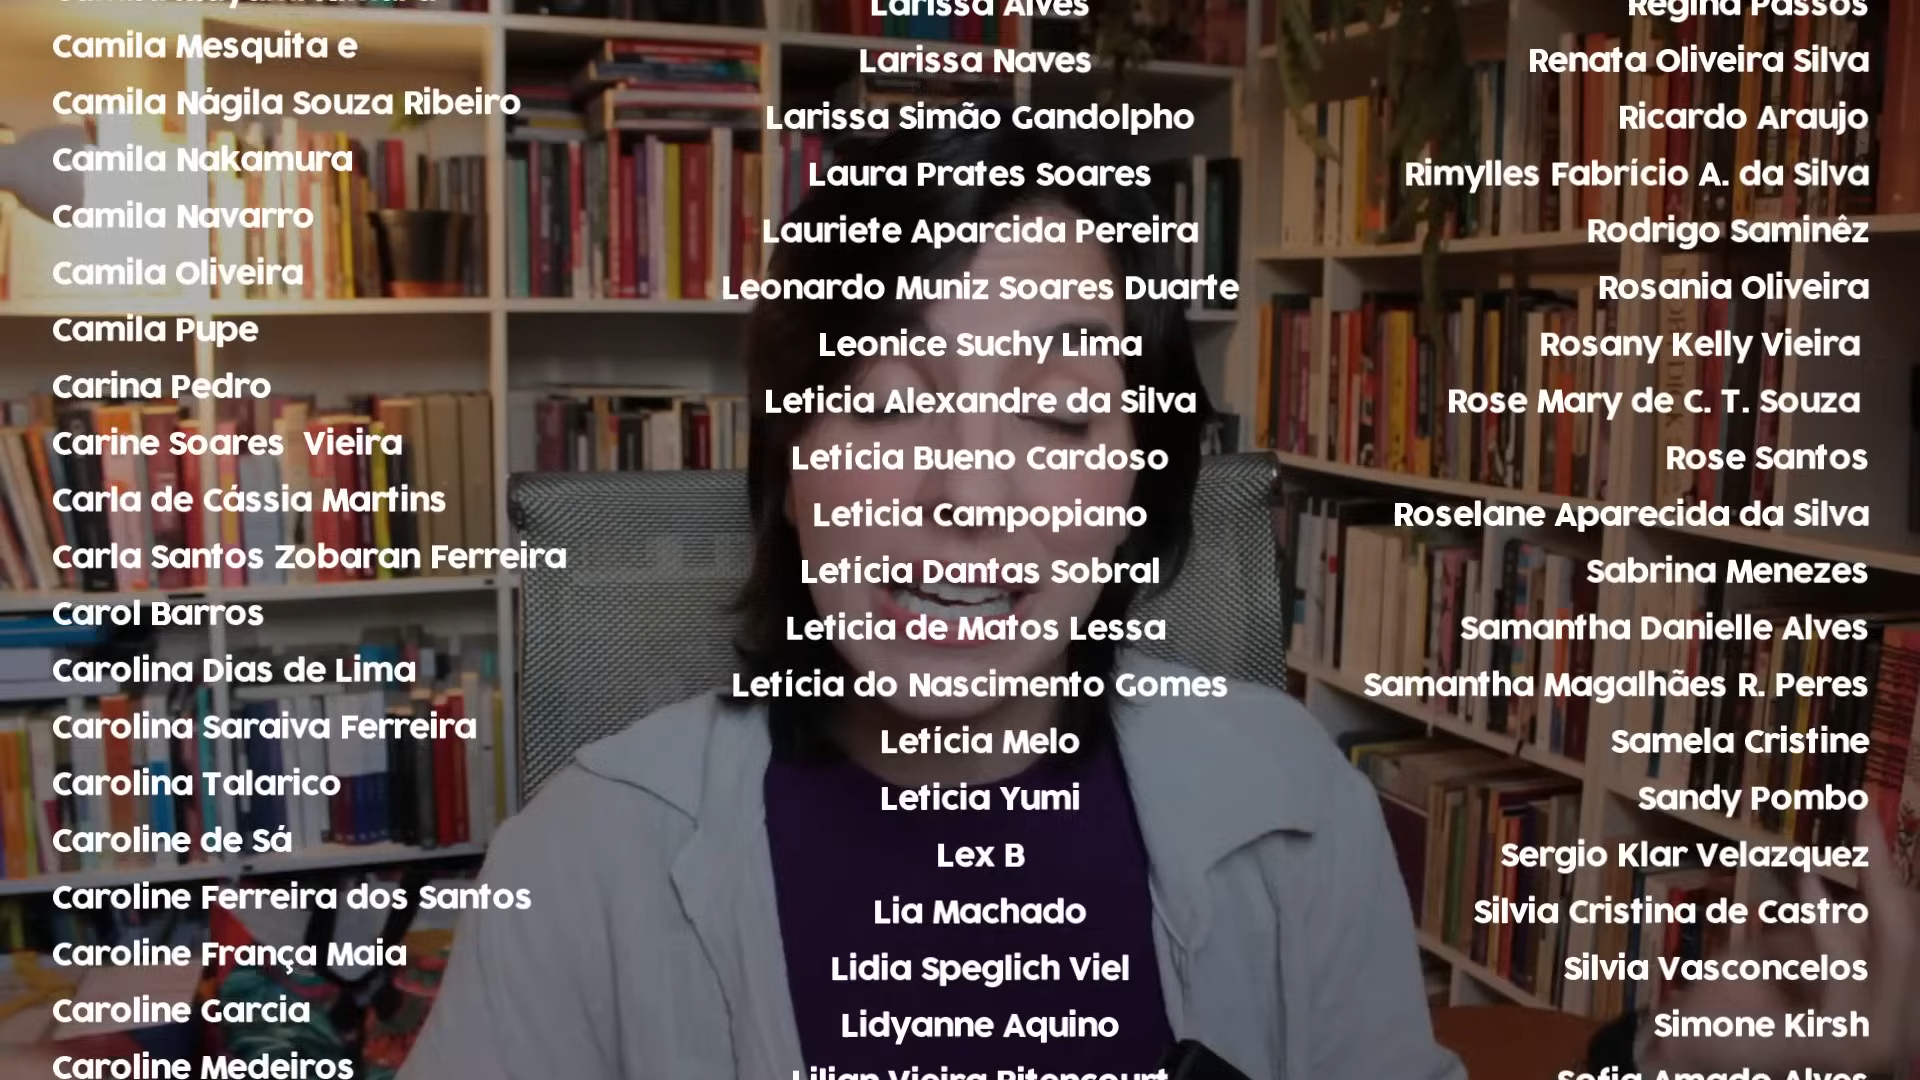 Camila Mesquita e
Camila Nágila Souza Ribeiro
Camila Nakamura
Camila Navarro
Camila Oliveira
Camila Pupe
Carina Pedro
Carine Soares  Vieira
Carla de Cássia Martins
Carla Santos Zobaran Ferreira
Carol Barros
Carolina Dias de Lima
Carolina Saraiva Ferreira
Carolina Talarico
Caroline de Sá
Caroline Ferreira dos Santos
Caroline França Maia
Caroline Garcia
Caroline Medeiros
Larissa Alves
Larissa Naves
Larissa Simão Gandolpho
Laura Prates Soares
Lauriete Aparcida Pereira
Leonardo Muniz Soares Duarte
Leonice Suchy Lima
Leticia Alexandre da Silva
Letícia Bueno Cardoso
Leticia Campopiano
Letícia Dantas Sobral
Leticia de Matos Lessa
Letícia do Nascimento Gomes
Letícia Melo
Leticia Yumi
Lex B
Lia Machado
Lidia Speglich Viel
Lidyanne Aquino
Lilian Vieira Bitencourt
Regina Passos
Renata Oliveira Silva
Ricardo Araujo
Rimylles Fabrício A. da Silva
Rodrigo Saminêz
Rosania Oliveira
Rosany Kelly Vieira
Rose Mary de C. T. Souza
Rose Santos
Roselane Aparecida da Silva
Sabrina Menezes
Samantha Danielle Alves
Samantha Magalhães R. Peres
Samela Cristine
Sandy Pombo
Sergio Klar Velazquez
Silvia Cristina de Castro
Silvia Vasconcelos
Simone Kirsh
Sofia Amado Alves